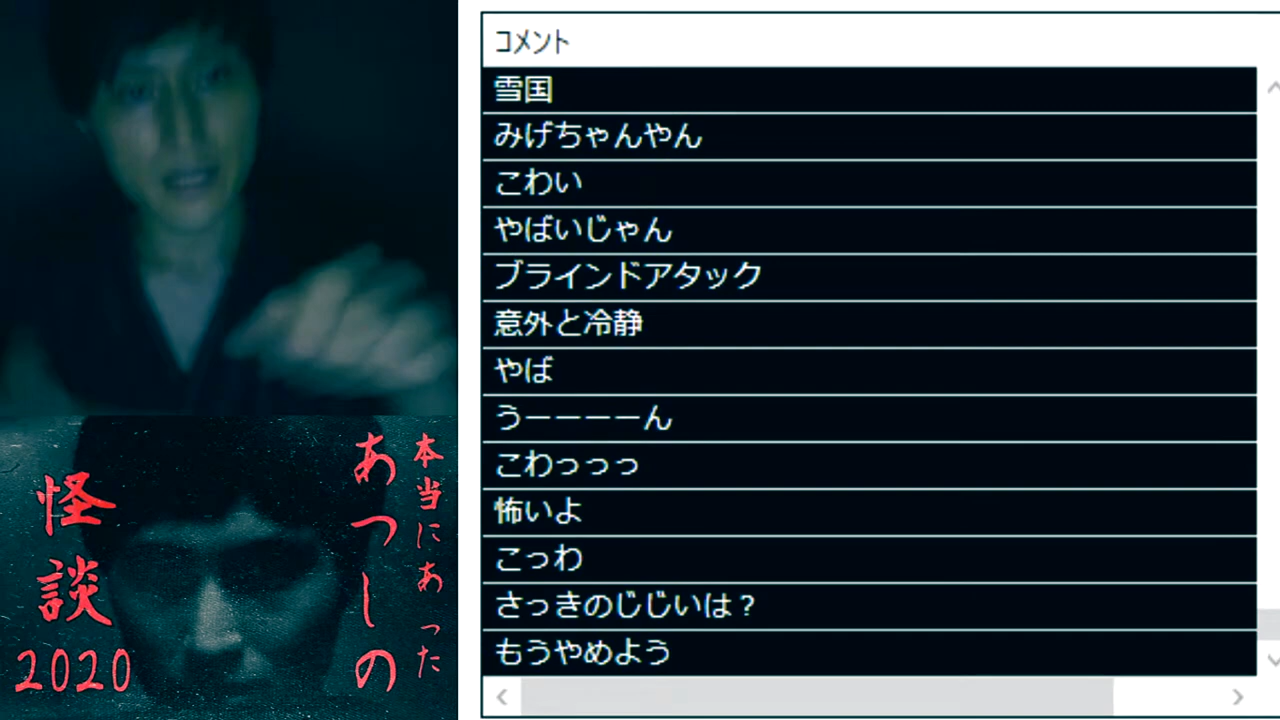 コメント
雪国
みげちゃんやん
こわい
やばいじゃん
ブラインドアタック
意外と冷静
やば
うーーーーん
こわっっっ
怖いよ
こっわ
さっきのじじいは？
もうやめよう
本当にあった
あつしの
怪談
2020